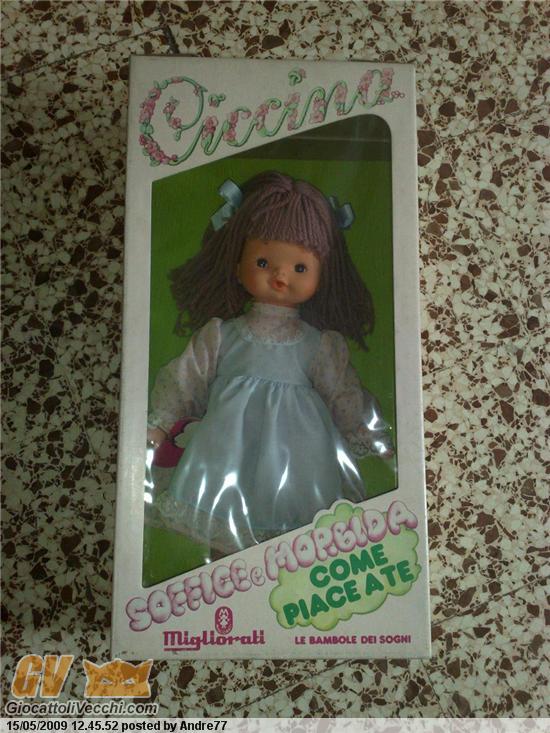 Ciccina
SOFFICE e MORBIDA
COME
PIACE A TE
Migliorati
LE BAMBOLE DEI SOGNI
GV
GiocattoliVecchi.com
15/05/2009 12.45.52 posted by Andre77